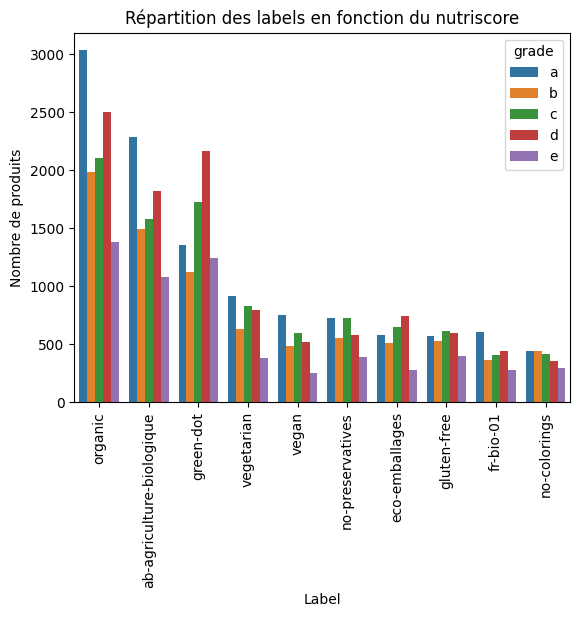 Répartition des labels en fonction du nutriscore
grade
a
b
c
d
e
Nombre de produits
3000
2500
2000
1500
1000
500
0
organic
ab-agriculture-biologique
green-dot
vegetarian
vegan
no-preservatives
eco-emballages
gluten-free
fr-bio-01
no-colorings
Label